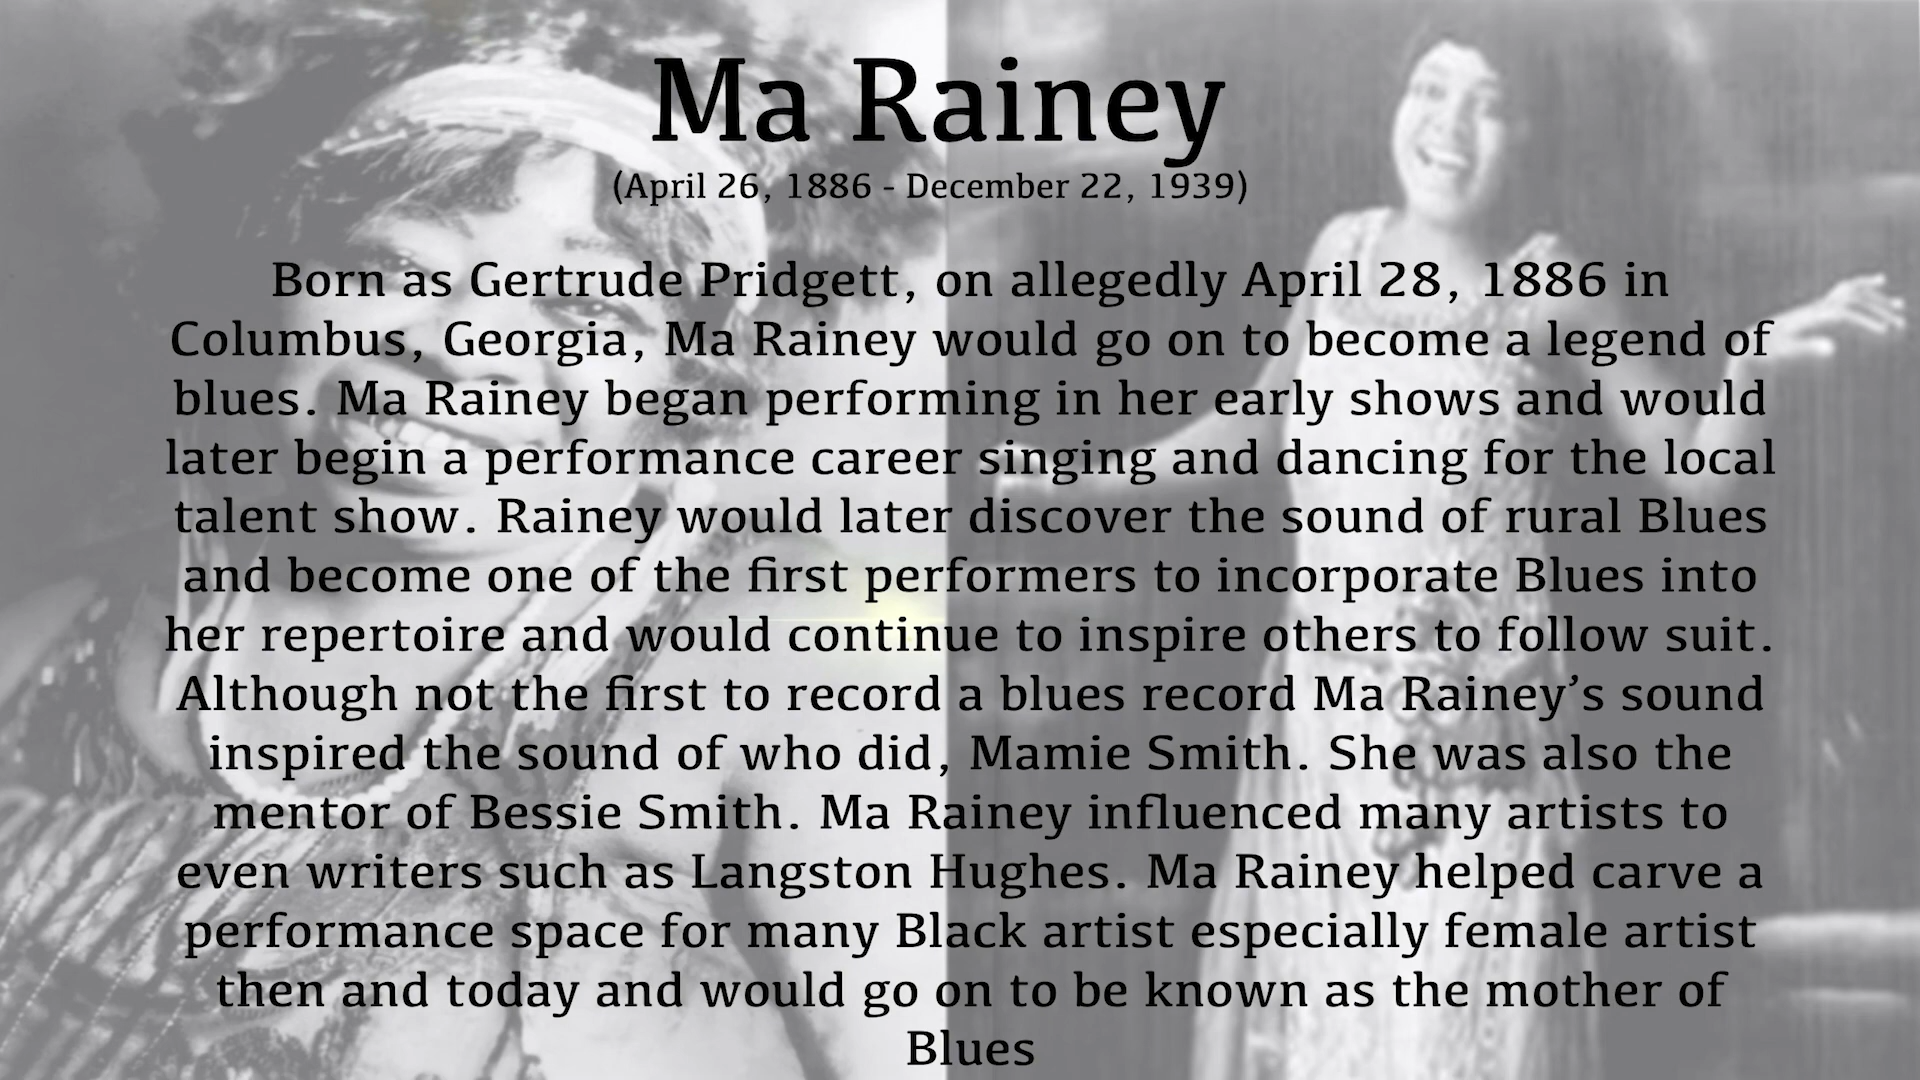 Ma Rainey
(April 26, 1886 - December 22, 1939)
Born as Gertrude Pridgett, on allegedly April 28, 1886 in
Columbus, Georgia, Ma Rainey would go on to become a legend of
blues. Ma Rainey began performing in her early shows and would
later begin a performance career singing and dancing for the local
talent show. Rainey would later discover the sound of rural Blues
and become one of the first performers to incorporate Blues into
her repertoire and would continue to inspire others to follow suit.
Although not the first to record a blues record Ma Rainey’s sound
inspired the sound of who did, Mamie Smith. She was also the
mentor of Bessie Smith. Ma Rainey influenced many artists to
even writers such as Langston Hughes. Ma Rainey helped carve a
performance space for many Black artist especially female artist
then and today and would go on to be known as the mother of
Blues